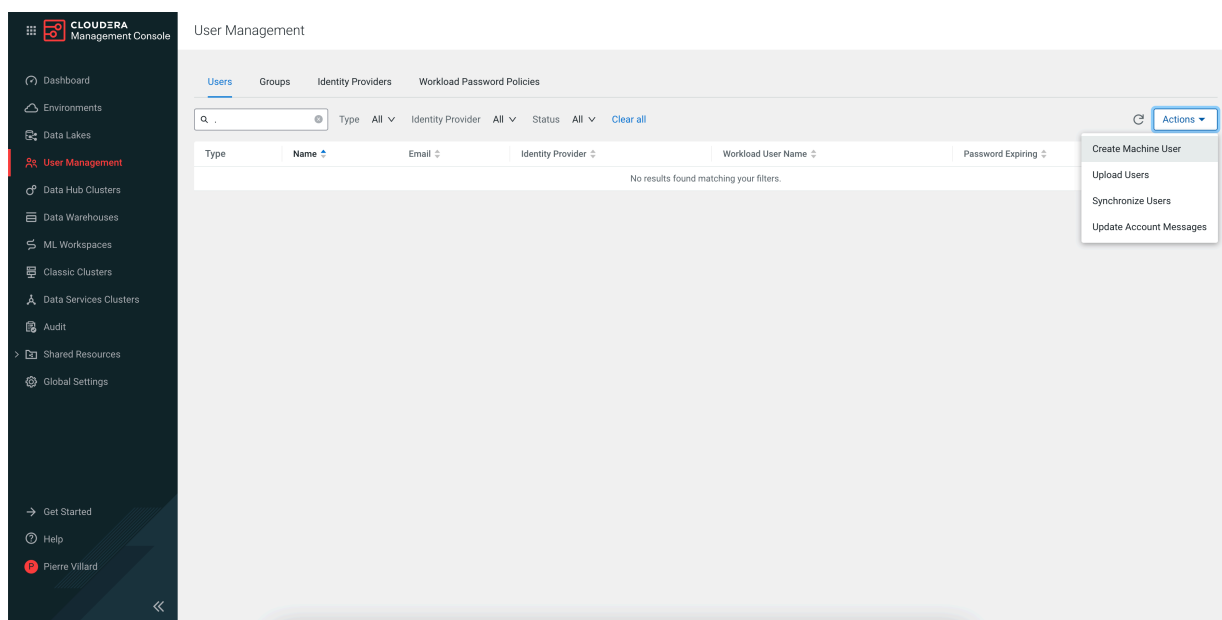 CLOUDERA
Management Console
User Management
Dashboard
Environments
Data Lakes
User Management
Data Hub Clusters
Data Warehouses
ML Workspaces
Classic Clusters
Data Services Clusters
Audit
Shared Resources
Global Settings
Get Started
Help
P Pierre Villard
Users Groups Identity Providers Workload Password Policies
. Type All Identity Provider All Status All Clear all Actions
Type Name Email Identity Provider Workload User Name Password Expiring
No results found matching your filters.
Create Machine User
Upload Users
Synchronize Users
Update Account Messages